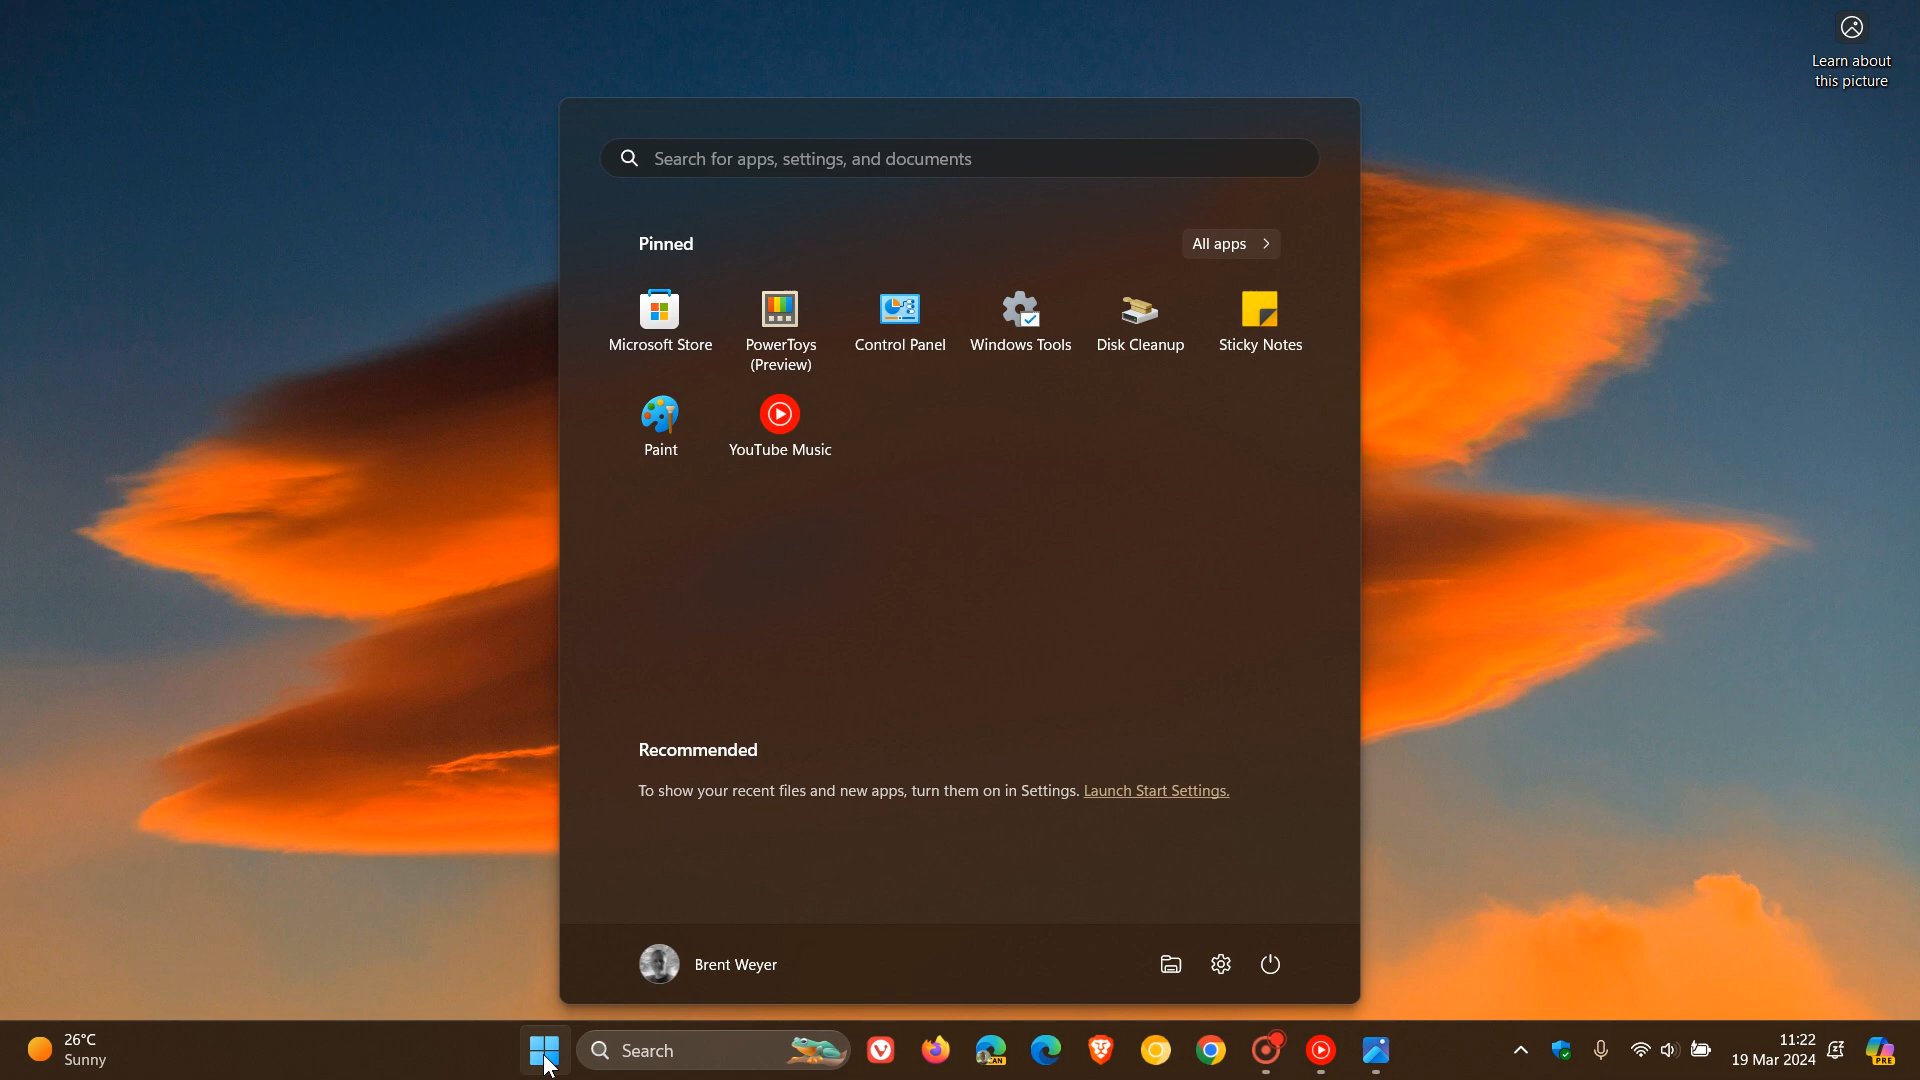 Learn about
this picture
Search for apps, settings, and documents
Pinned
All apps
Microsoft Store
PowerToys
(Preview)
Control Panel
Windows Tools
Disk Cleanup
Sticky Notes
Paint
YouTube Music
Recommended
To show your recent files and new apps, turn them on in Settings. Launch Start Settings.
Brent Weyer
26°C
Sunny
Search
CAN
11:22
19 Mar 2024
PRE